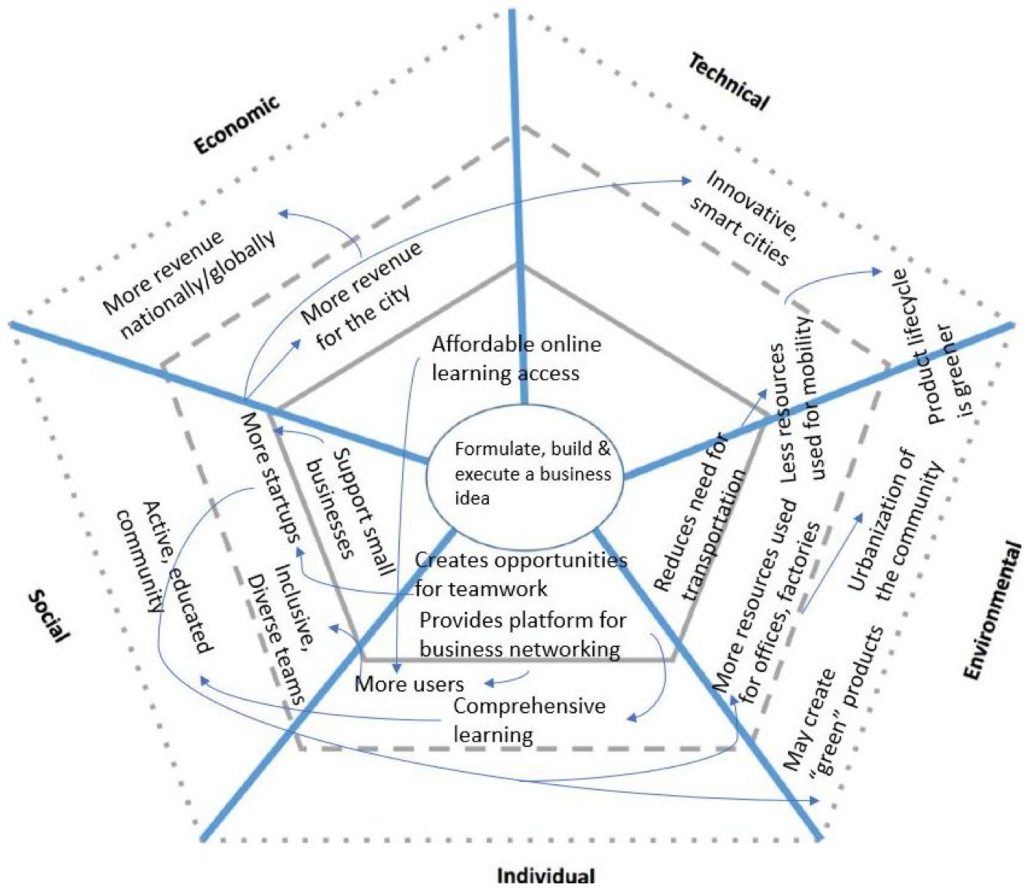 Economic
Technical
More revenue
nationally/globally
More revenue
for the city
Innovative,
smart cities
Product lifecycle
is greener
Less resources
used for mobility
Affordable online
learning access
Formulate, build &
execute a business
idea
More startups
Support small
businesses
Reduces need for
transportation
Active, educated
community
Inclusive,
Diverse teams
Creates opportunities
for teamwork
Provides platform for
business networking
More users
Comprehensive
learning
More resources used
for offices, factories
Urbanization of
the community
May create
“green” products
Social
Environmental
Individual